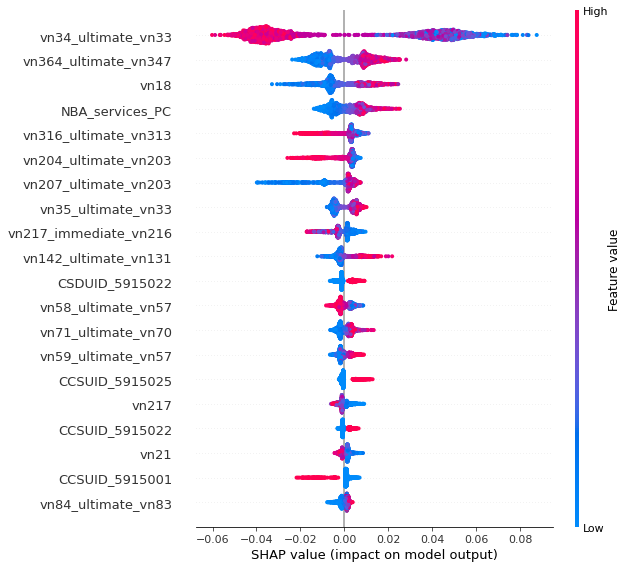 High
vn34_ultimate_vn33
vn364_ultimate_vn347
vn18
NBA_services_PC
vn316_ultimate_vn313
vn204_ultimate_vn203
vn207_ultimate_vn203
vn35_ultimate_vn33
vn217_immediate_vn216
vn142_ultimate_vn131
CSDUID_5915022
vn58_ultimate_vn57
vn71_ultimate_vn70
vn59_ultimate_vn57
CCSUID_5915025
vn217
CCSUID_5915022
vn21
CCSUID_5915001
vn84_ultimate_vn83
Feature value
Low
−0.06 −0.04 −0.02 0.00 0.02 0.04 0.06 0.08
SHAP value (impact on model output)